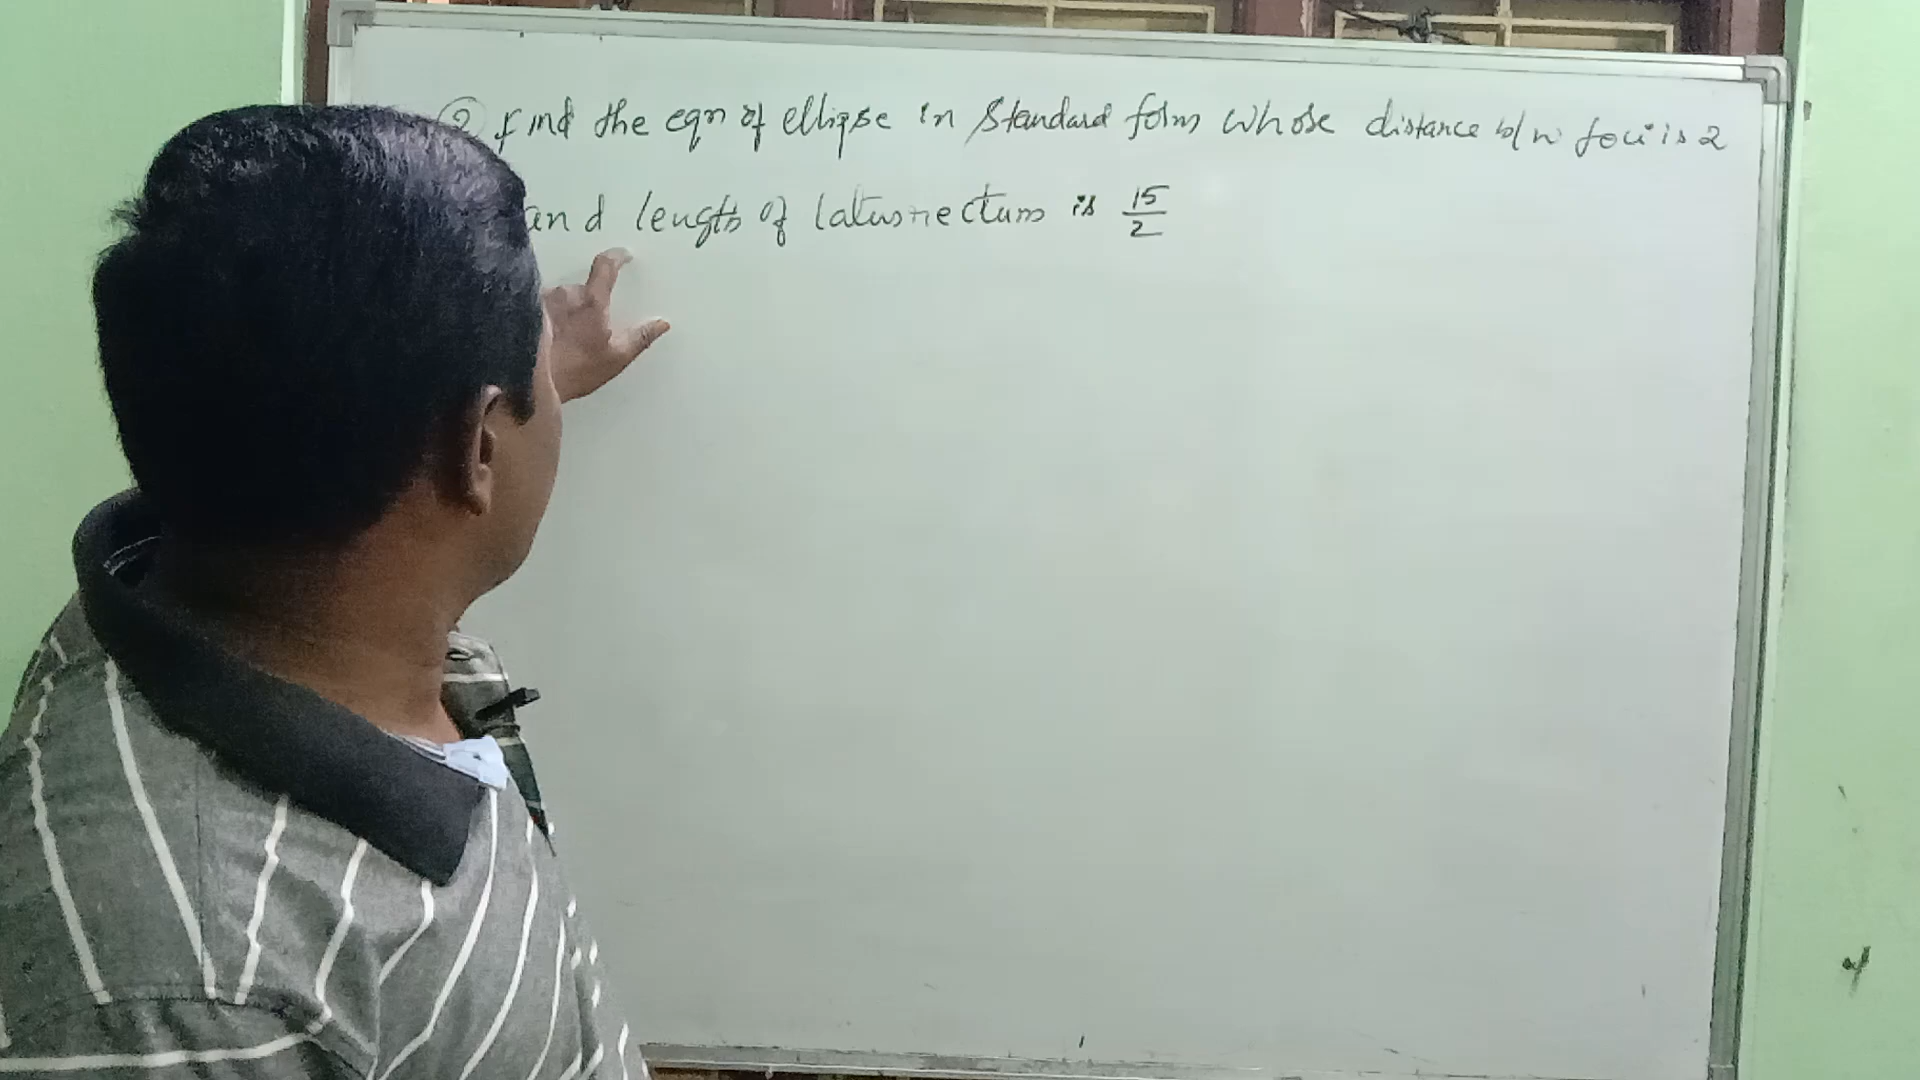 ② Find the eqn of ellipse in standard form whose distance b/w foci is 2
and length of latusrectum is 15/2